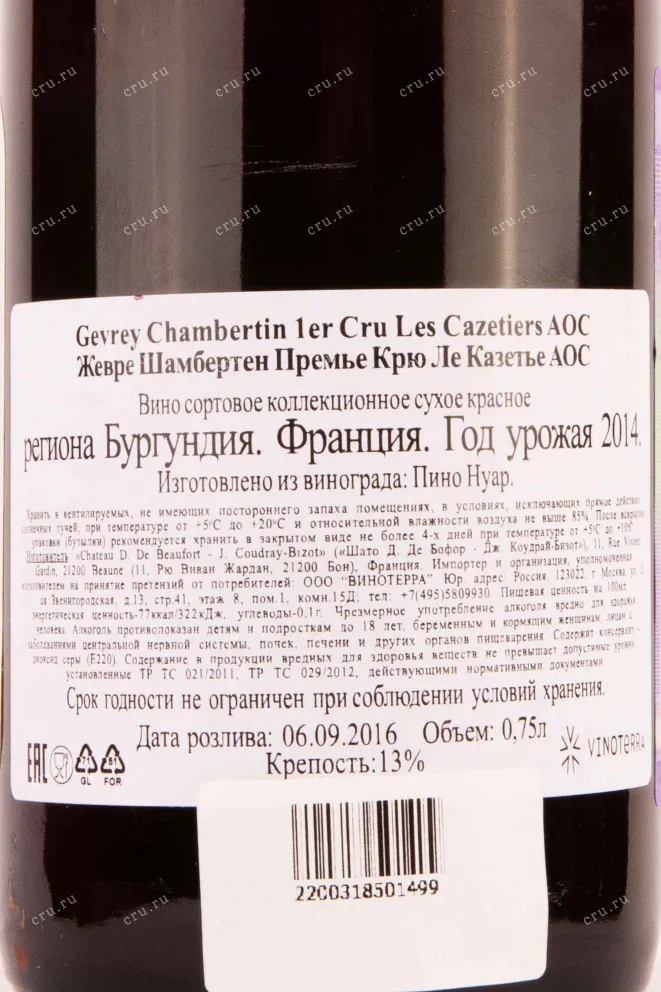 Gevrey Chambertin 1er Cru Les Cazetiers AOC
Жевре Шамбертен Премье Крю Ле Казетье АОС
Вино сортовое коллекционное сухое красное
региона Бургундия. Франция. Год урожая 2014.
Изготовлено из винограда: Пино Нуар.
Хранить в вентилируемых, не имеющих постороннего запаха помещениях, в условиях, исключающих прямое действие
солнечных лучей, при температуре от +5°C до +20°C и относительной влажности воздуха не выше 85%. После вскрытия
упаковки (бутылки) рекомендуется хранить в закрытом виде не более 4-х дней при температуре от +5°C до +10°
Изготовитель «Chateau D. De Beaufort - J. Coudray-Bizot» («Шато Д. Де Бофор - Дж. Коудрай-Бизот»), 11, Rue Vivant
Gardin, 21200 Beaune (11, Рю Виван Жардан, 21200 Бон), Франция. Импортер и организация, уполномоченная
изготовителем на принятие претензий от потребителей: ООО "ВИНОТЕРРА". Юр. адрес: Россия, 123022, г. Москва, ул.
ая Звенигородская, д.13, стр.41, этаж 8, пом.1, комн.15Д; тел: +7(495)5809930. Пищевая ценность на 100мл:
энергетическая ценность-77ккал/322кДж, углеводы-0,1г. Чрезмерное употребление алкоголя вредно для здоровья
человека. Алкоголь противопоказан детям и подросткам до 18 лет, беременным и кормящим женщинам, лицам с
заболеваниями центральной нервной системы, почек, печени и других органов пищеварения. Содержит консервант -
диоксид серы (E220). Содержание в продукции вредных для здоровья веществ не превышает допустимые уровни,
установленные ТР ТС 021/2011, ТР ТС 029/2012, действующими нормативными документами
Срок годности не ограничен при соблюдении условий хранения.
Дата розлива: 06.09.2016 Объем: 0,75л
Крепость:13%
EAC
71
GL
51
FOR
VINOTERRA
2200318501499
cru.ru